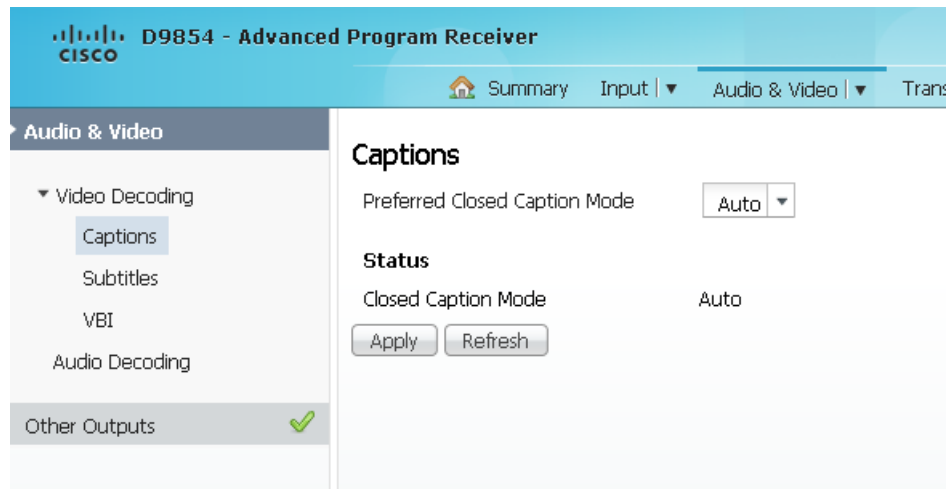 CISCO D9854 - Advanced Program Receiver
Summary Input Audio & Video
Audio & Video
Video Decoding
Captions
Subtitles
VBI
Audio Decoding
Other Outputs
Captions
Preferred Closed Caption Mode Auto
Status
Closed Caption Mode Auto
Apply Refresh